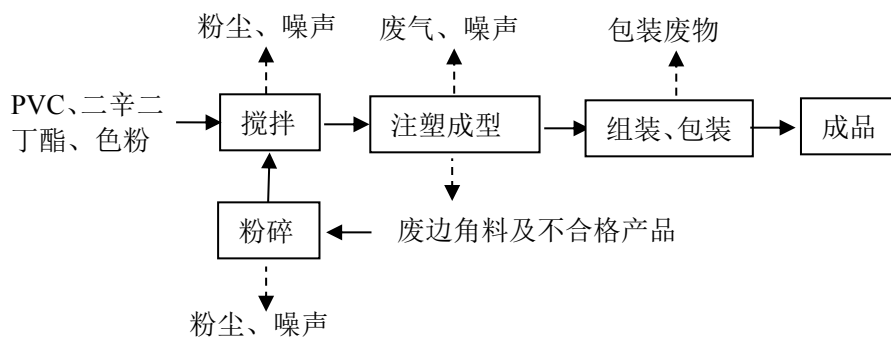 粉尘、噪声
废气、噪声
包装废物
PVC、二辛二
丁酯、色粉
搅拌
注塑成型
组装、包装
成品
粉碎
废边角料及不合格产品
粉尘、噪声